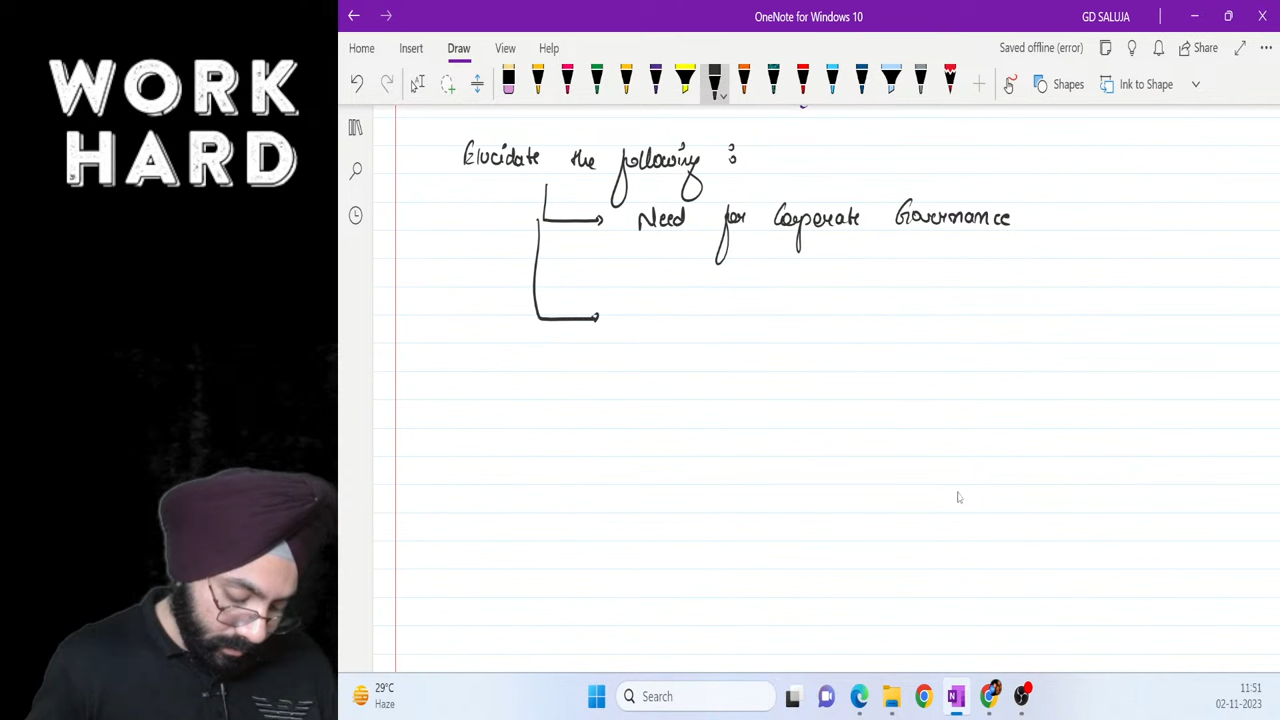 WORK
HARD
OneNote for Windows 10
GD SALUJA
Home Insert Draw View Help
Saved offline (error)
Share
Shapes
Ink to Shape
Elucidate the following :
Need for Corporate Governance
29°C
Haze
Search
11:51
02-11-2023